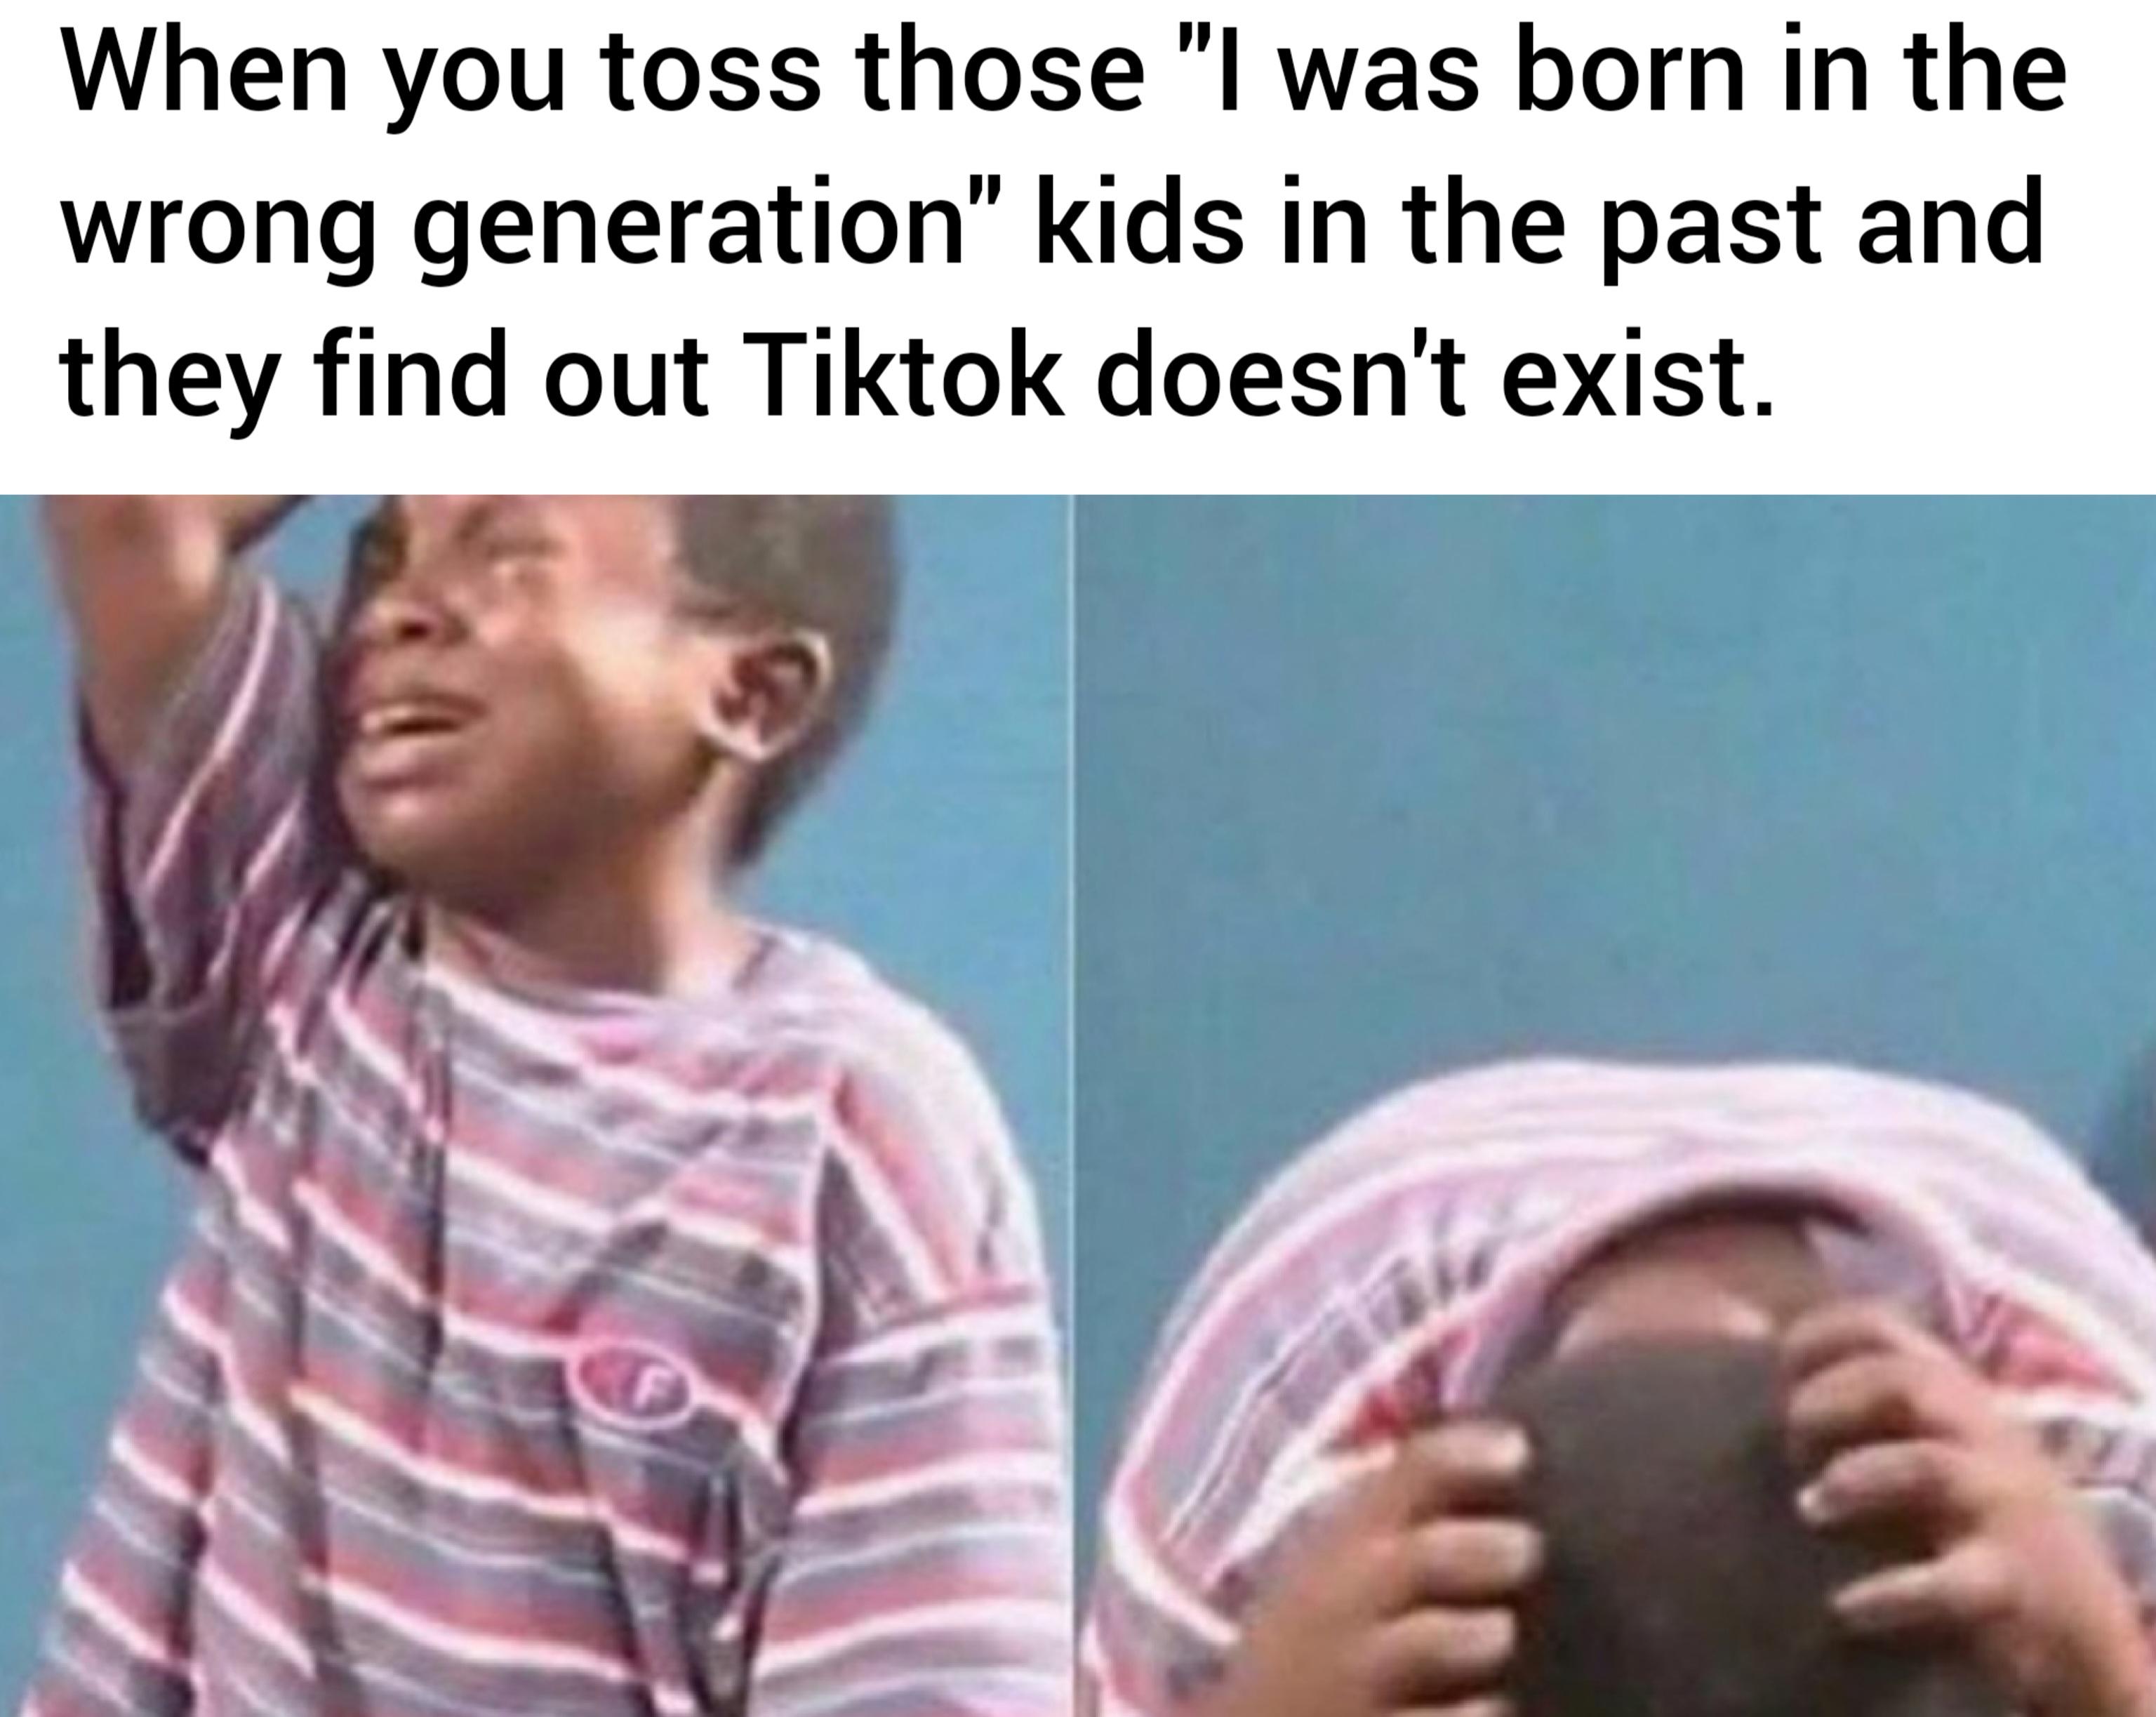 When you toss those "I was born in the
wrong generation" kids in the past and
they find out Tiktok doesn't exist.
F